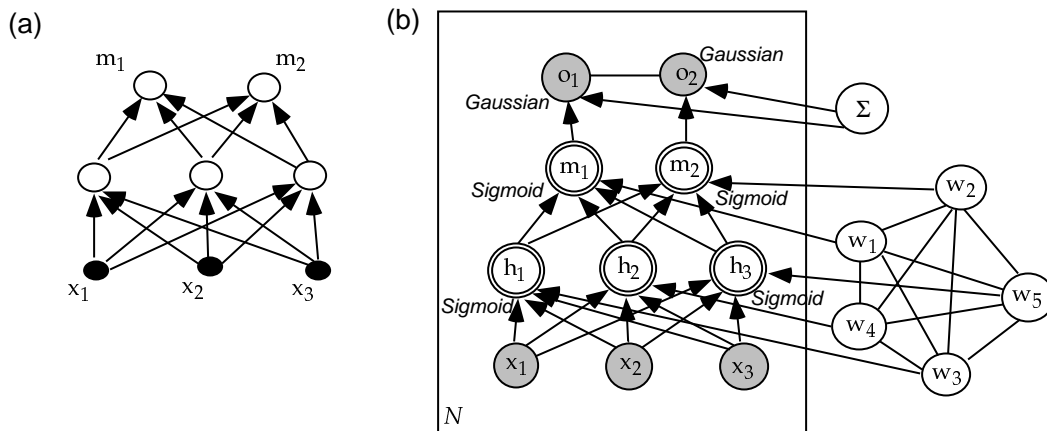 (a)
m1 m2
x1 x2 x3
(b)
Gaussian
o1 o2
Gaussian
Σ
m1 m2
Sigmoid Sigmoid
w2
w1
h1 h2 h3
Sigmoid Sigmoid
w5
w4
x1 x2 x3
w3
N